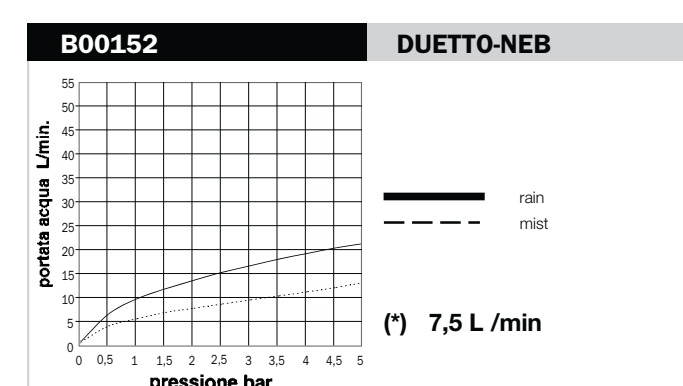 B00152
DUETTO-NEB
portata acqua L/min.
55
50
45
40
35
30
25
20
15
10
5
0
0 0,5 1 1,5 2 2,5 3 3,5 4 4,5 5
pressione bar
rain
mist
(*) 7,5 L /min